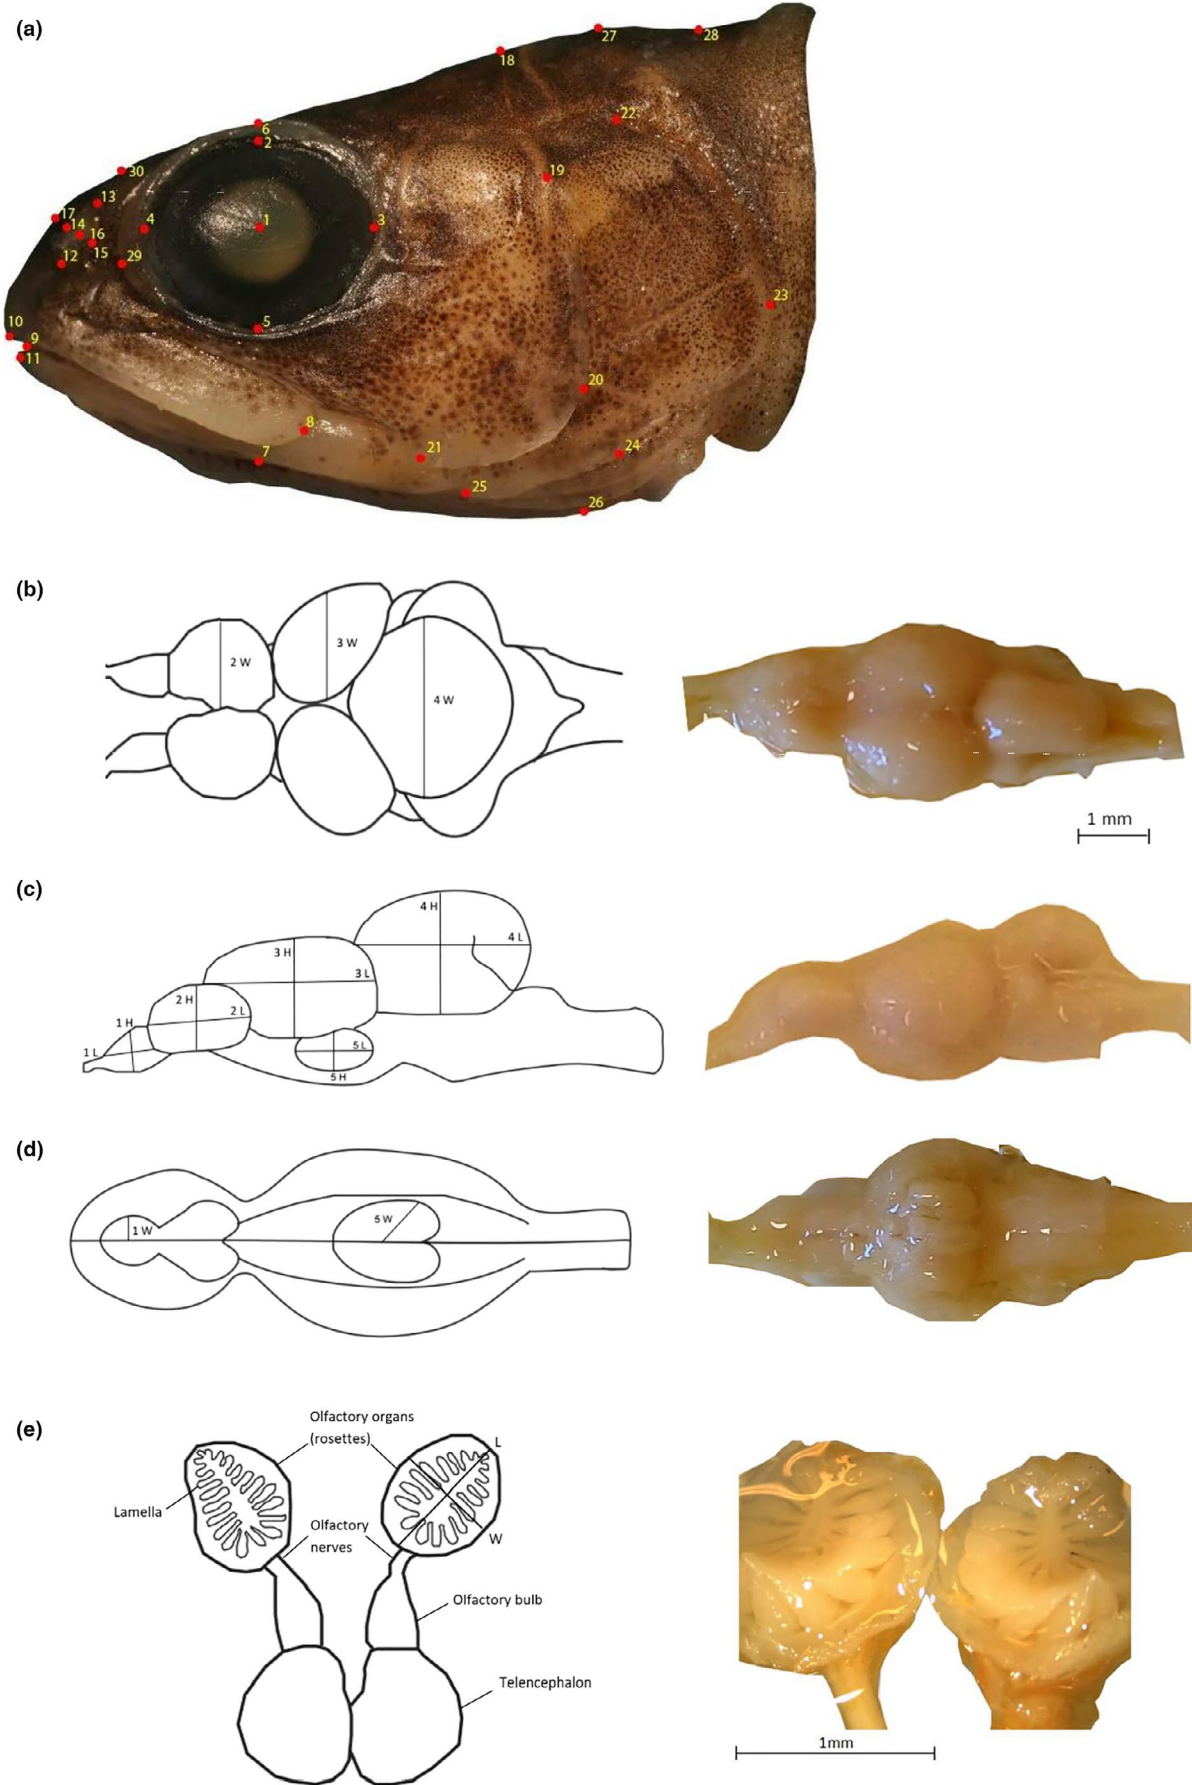 (a)
27
28
18
22
6
2
19
30
13
17
14
4
1
3
16
15
12
29
23
5
10
9
11
20
8
21
24
7
25
26
(b)
2 W
3 W
4 W
1 mm
(c)
4 H
4 L
3 H
3 L
2 H
2 L
1 H
1 L
5 L
5 H
(d)
1 W
5 W
(e)
Olfactory organs
(rosettes)
L
Lamella
Olfactory
nerves
W
Olfactory bulb
Telencephalon
1mm